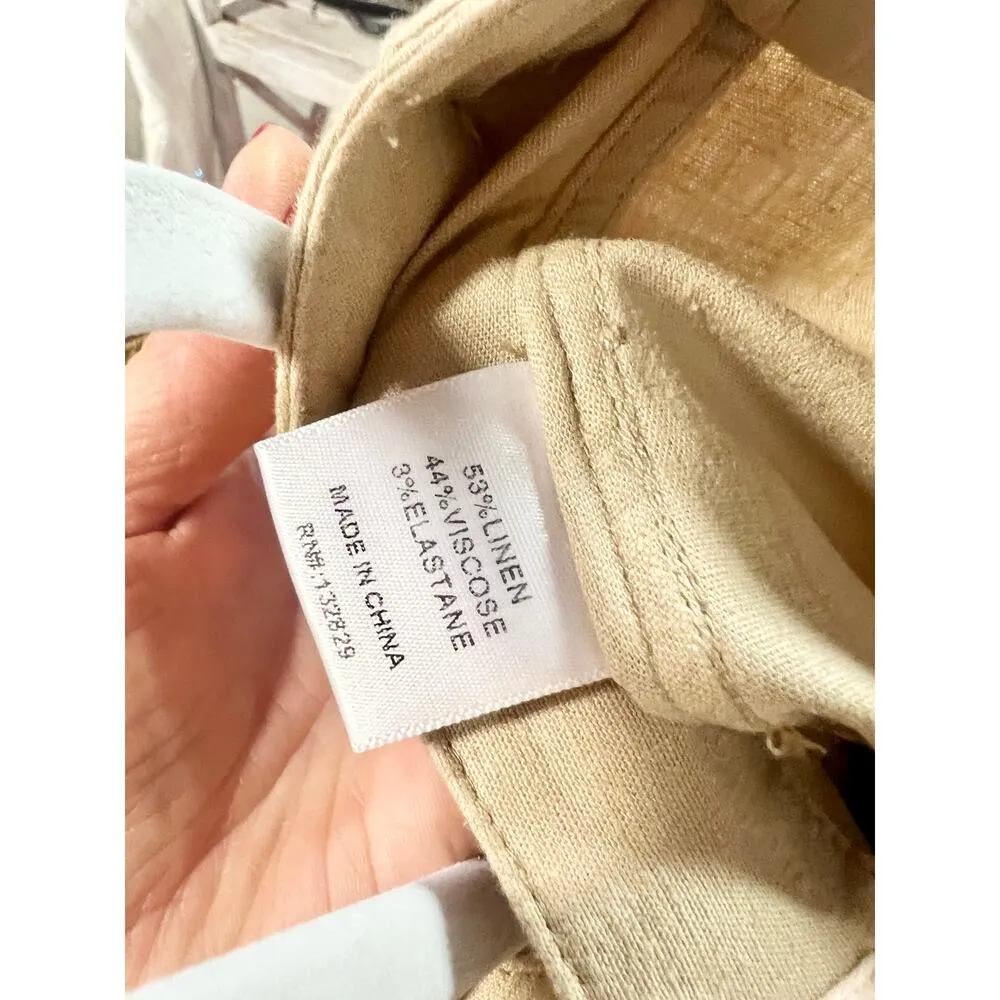 53%LINEN
44%VISCOSE
3%ELASTANE
MADE IN CHINA
RN#:132829